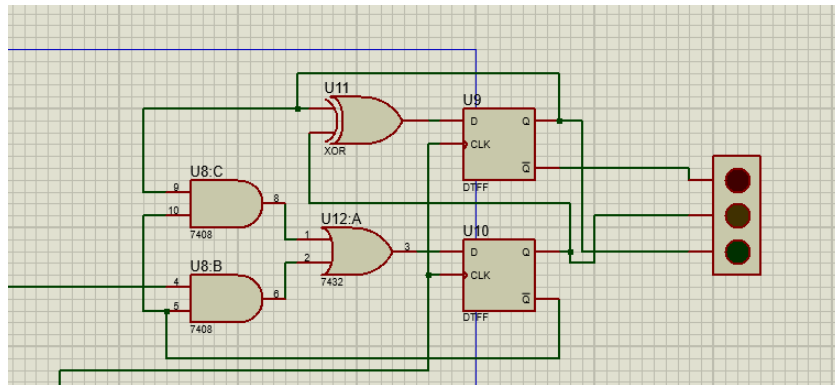 U11
XOR
U9
D
Q
CLK
Q
DTFF
U8:C
9
10
8
7408
U12:A
1
2
3
7432
U10
D
Q
CLK
Q
DTFF
U8:B
4
5
6
7408